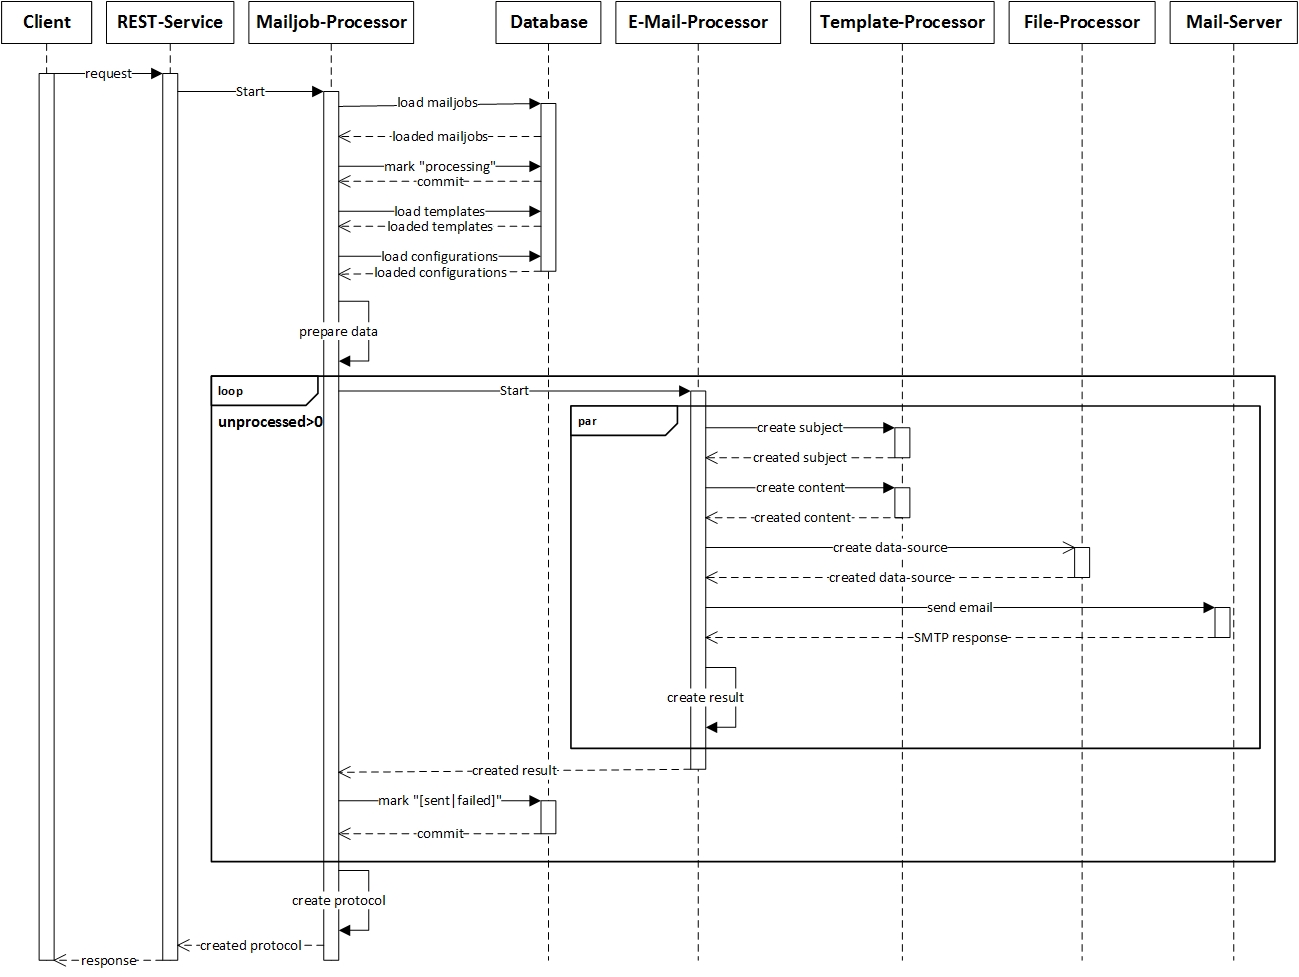 Client
REST-Service
Mailjob-Processor
Database
E-Mail-Processor
Template-Processor
File-Processor
Mail-Server
request
Start
load mailjobs
loaded mailjobs
mark "processing"
commit
load templates
loaded templates
load configurations
loaded configurations
prepare data
loop
Start
unprocessed>0
par
create subject
created subject
create content
created content
create data-source
created data-source
send email
SMTP response
create result
created result
mark "[sent|failed]"
commit
create protocol
created protocol
response